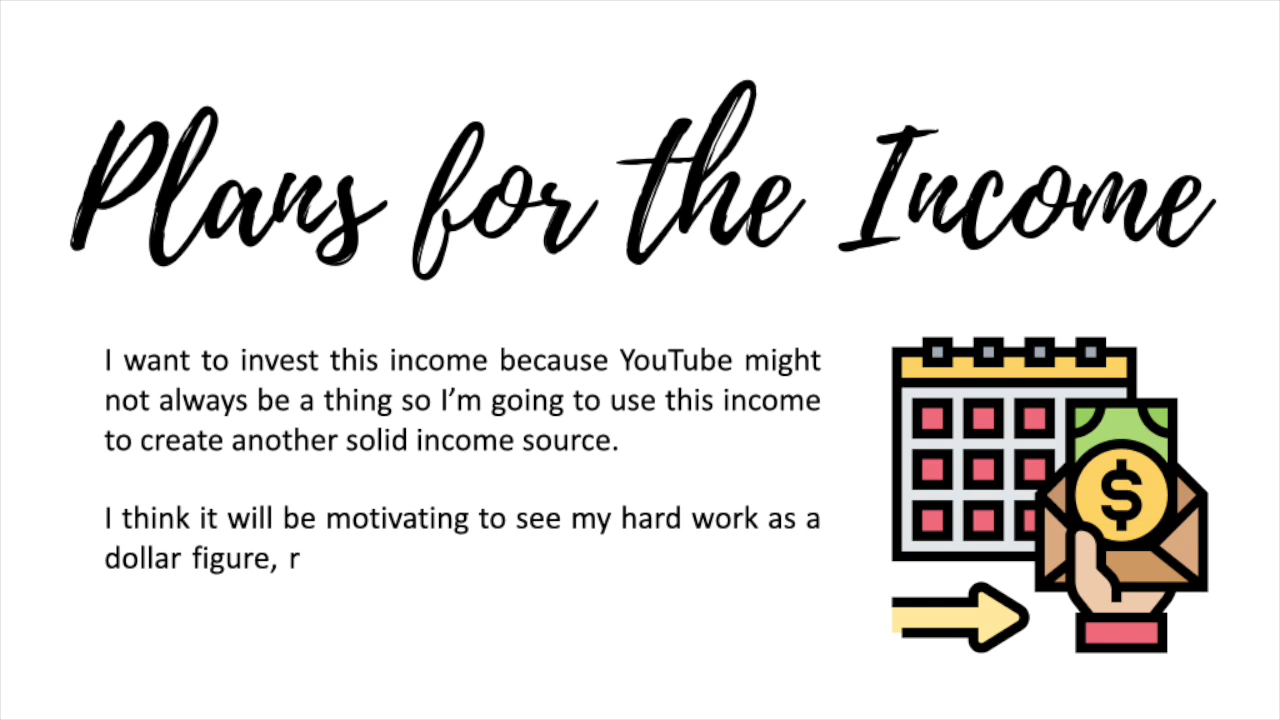 Plans for the Income
I want to invest this income because YouTube might
not always be a thing so I’m going to use this income
to create another solid income source.
I think it will be motivating to see my hard work as a
dollar figure, r
$